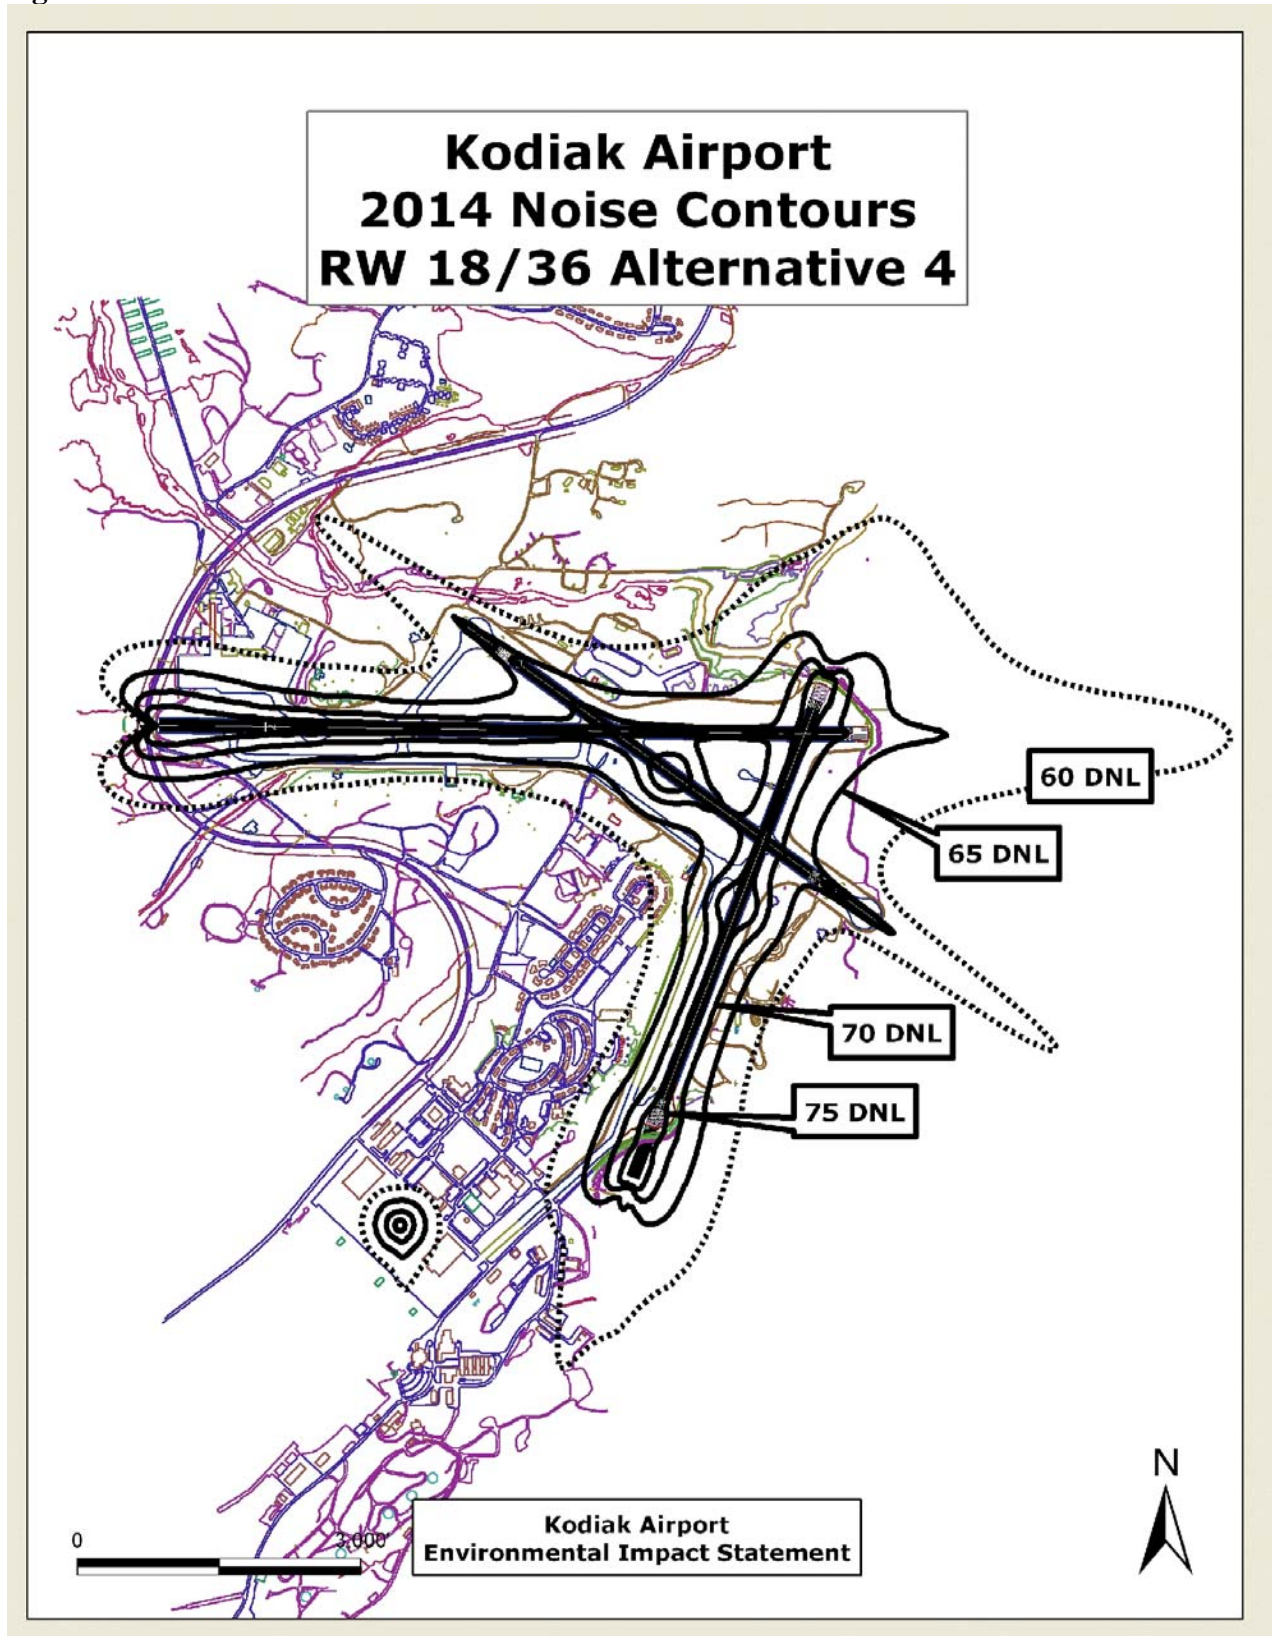 Kodiak Airport
2014 Noise Contours
RW 18/36 Alternative 4
60 DNL
65 DNL
70 DNL
75 DNL
N
0
3,000'
Kodiak Airport
Environmental Impact Statement